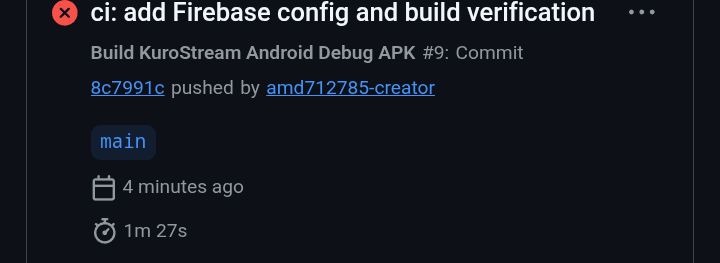 ci: add Firebase config and build verification
Build KuroStream Android Debug APK #9: Commit
8c7991c pushed by amd712785-creator
main
4 minutes ago
1m 27s